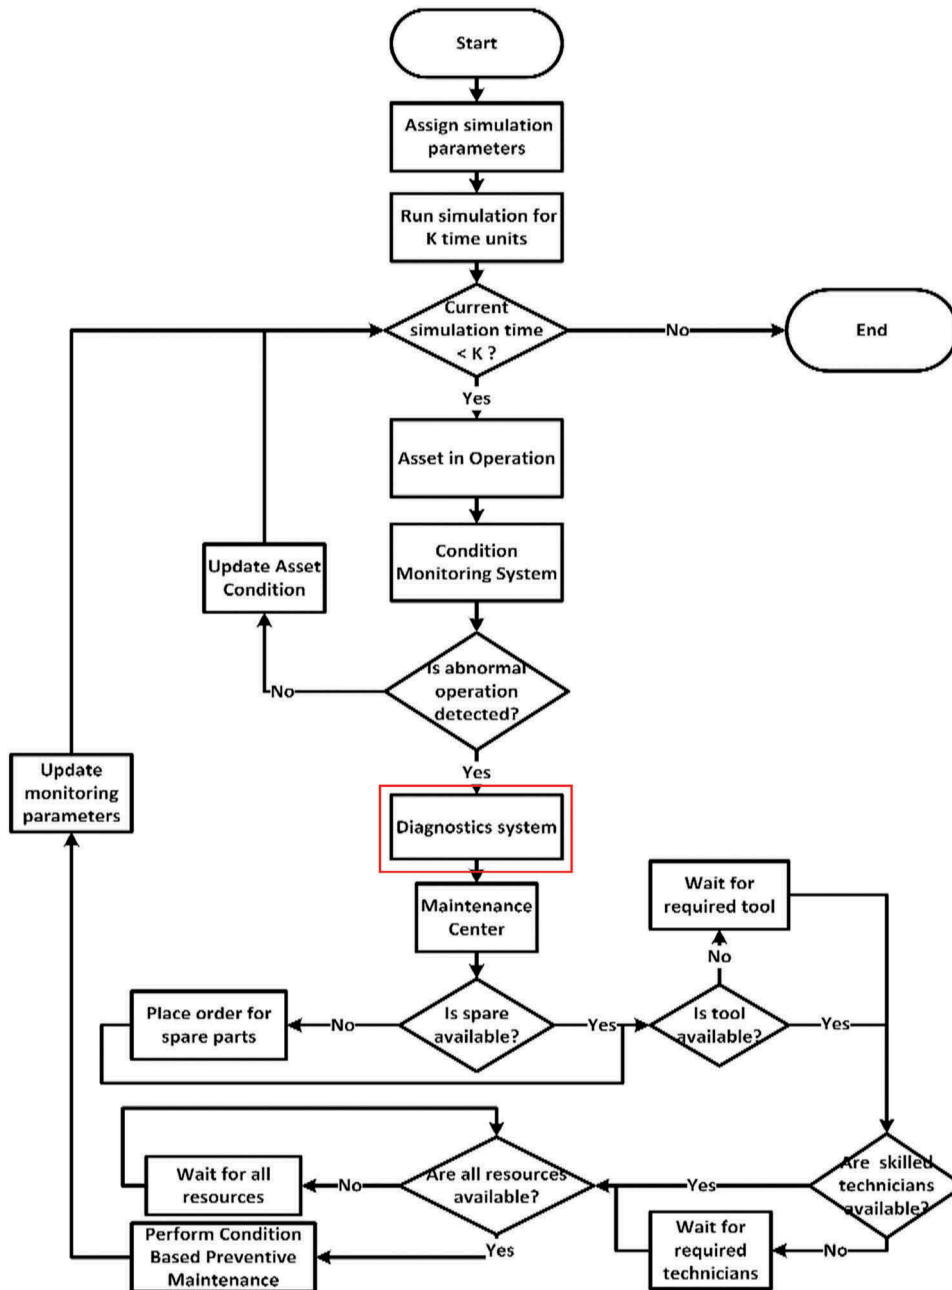 Start
Assign simulation
parameters
Run simulation for
K time units
Current
simulation time
< K ?
No
End
Yes
Asset in Operation
Condition
Monitoring System
Update Asset
Condition
Is abnormal
operation
detected?
No
Yes
Update
monitoring
parameters
Diagnostics system
Maintenance
Center
Wait for
required tool
No
Place order for
spare parts
No
Is spare
available?
Yes
Is tool
available?
Yes
Wait for all
resources
No
Are all resources
available?
Yes
Are skilled
technicians
available?
Yes
Perform Condition
Based Preventive
Maintenance
Wait for
required
technicians
No